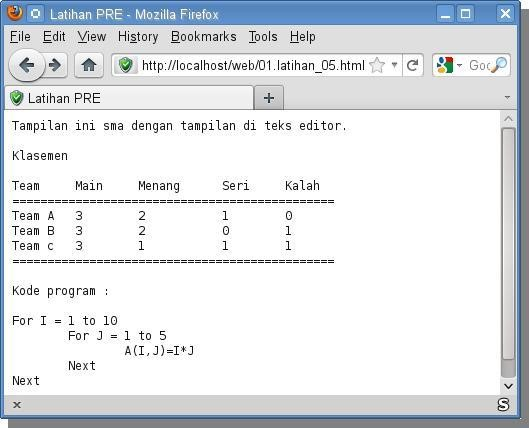 Latihan PRE - Mozilla Firefox
File Edit View History Bookmarks Tools Help
http://localhost/web/01.latihan_05.html
Goo
Latihan PRE
Tampilan ini sma dengan tampilan di teks editor.
Klasemen
Team Main Menang Seri Kalah
==============================================
Team A 3 2 1 0
Team B 3 2 0 1
Team c 3 1 1 1
==============================================
Kode program :
For I = 1 to 10
For J = 1 to 5
A(I,J)=I*J
Next
Next